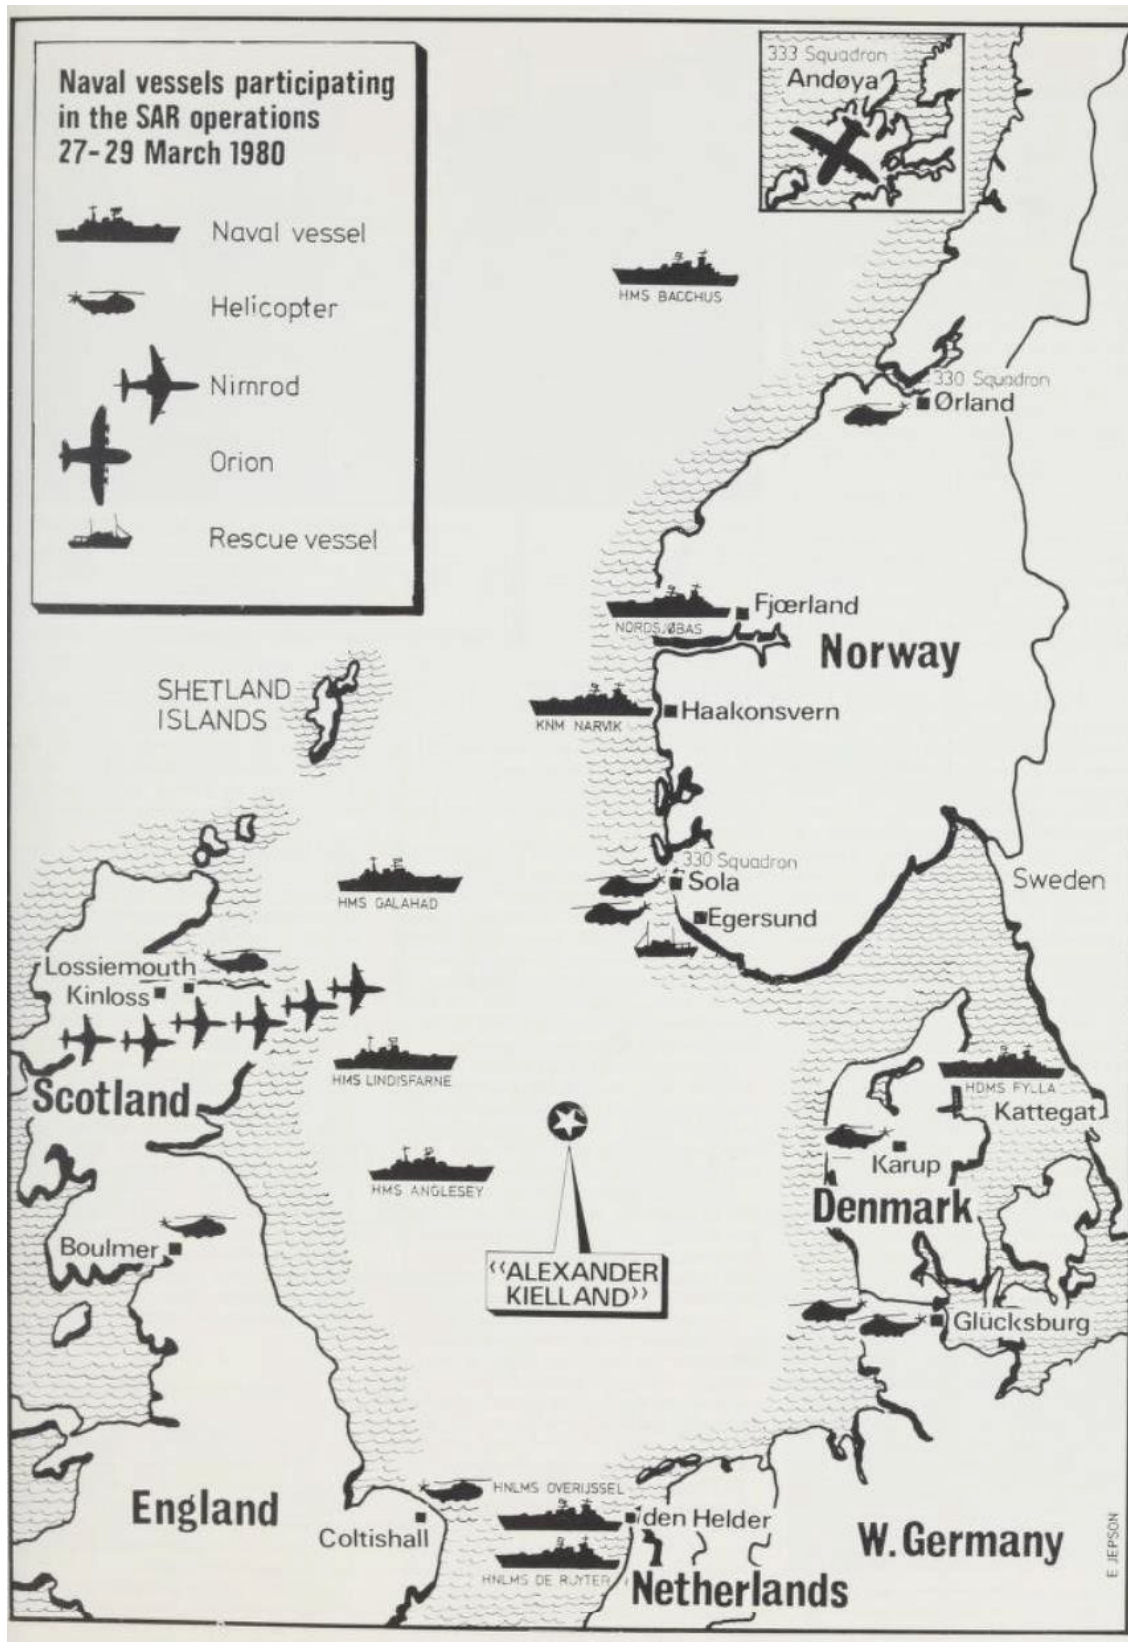 Naval vessels participating
in the SAR operations
27-29 March 1980
Naval vessel
Helicopter
Nimrod
Orion
Rescue vessel
333 Squadron
Andøya
HMS BACCHUS
330 Squadron
Ørland
Fjærland
NORDSJØBAS
Norway
SHETLAND
ISLANDS
KNM NARVIK
Haakonsvern
330 Squadron
Sola
Sweden
HMS GALAHAD
Egersund
Lossiemouth
Kinloss
HMS LINDISFARNE
Scotland
HDMS FYLLA
Kattegat
Karup
HMS ANGLESEY
Denmark
Boulmer
‹‹ALEXANDER
KIELLAND››
Glücksburg
England
Coltishall
HNLMS OVERIJSSEL
den Helder
HNLMS DE RUYTER
Netherlands
W. Germany
E JEPSON